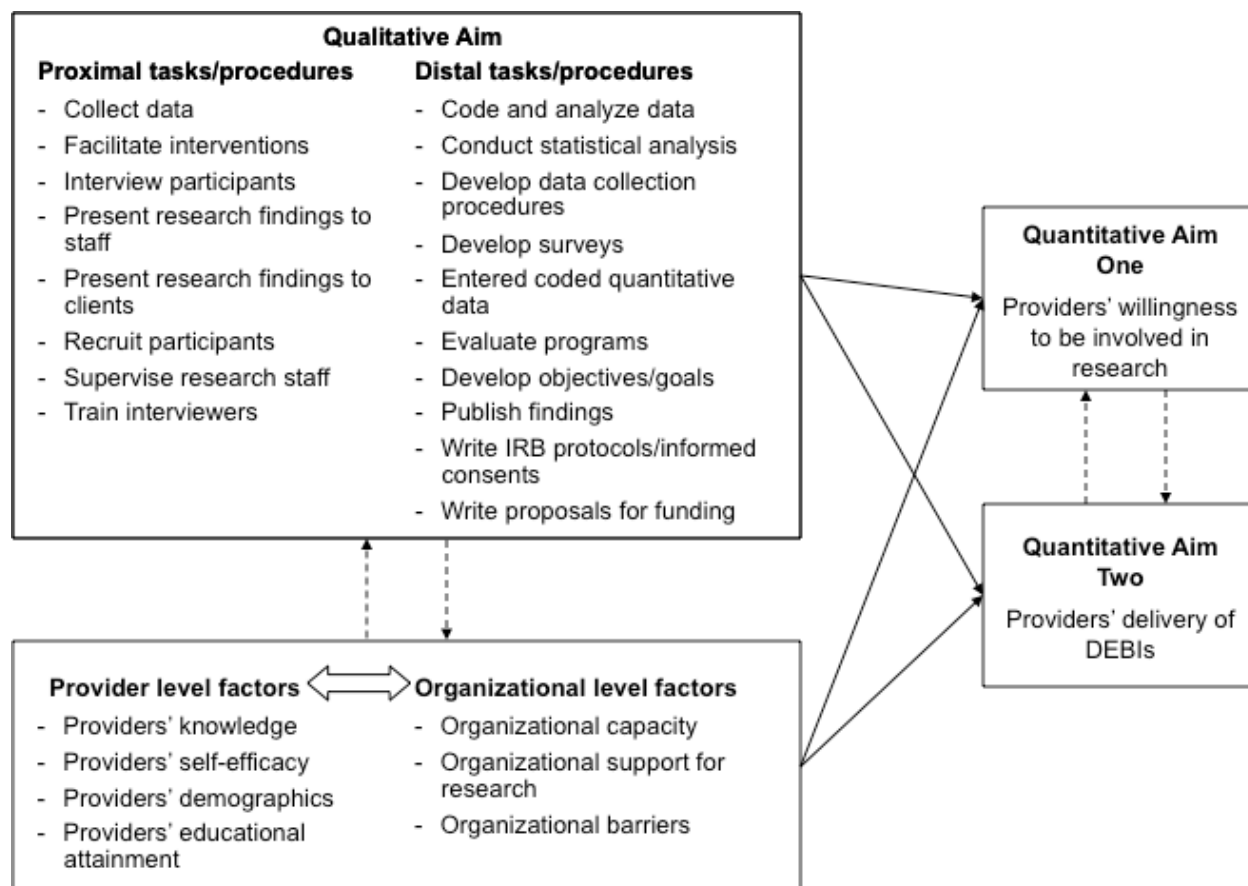 Qualitative Aim
Proximal tasks/procedures
- Collect data
- Facilitate interventions
- Interview participants
- Present research findings to
staff
- Present research findings to
clients
- Recruit participants
- Supervise research staff
- Train interviewers
Distal tasks/procedures
- Code and analyze data
- Conduct statistical analysis
- Develop data collection
procedures
- Develop surveys
- Entered coded quantitative
data
- Evaluate programs
- Develop objectives/goals
- Publish findings
- Write IRB protocols/informed
consents
- Write proposals for funding
Provider level factors
- Providers’ knowledge
- Providers’ self-efficacy
- Providers’ demographics
- Providers’ educational
attainment
Organizational level factors
- Organizational capacity
- Organizational support for
research
- Organizational barriers
Quantitative Aim
One
Providers’ willingness
to be involved in
research
Quantitative Aim
Two
Providers’ delivery of
DEBIs